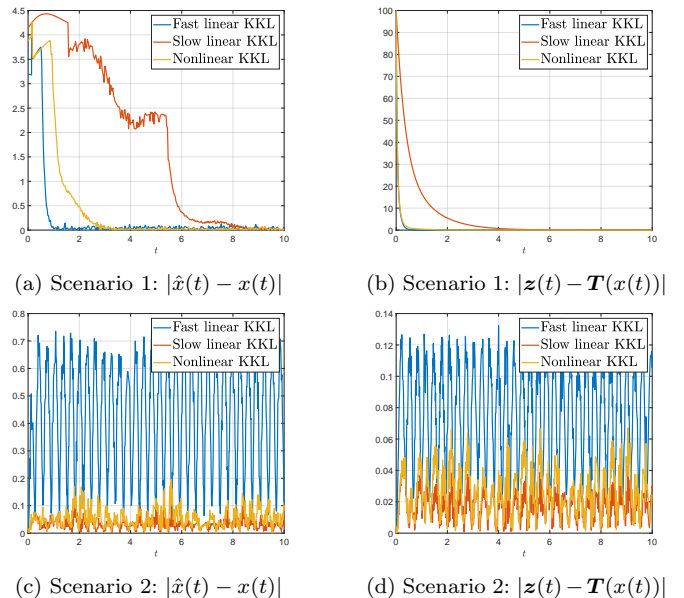 4.5
4
3.5
3
2.5
2
1.5
1
0.5
0
0 2 4 6 8 10
t
Fast linear KKL
Slow linear KKL
Nonlinear KKL
100
90
80
70
60
50
40
30
20
10
0
0 2 4 6 8 10
t
Fast linear KKL
Slow linear KKL
Nonlinear KKL
(a) Scenario 1: |x̂(t) − x(t)|
(b) Scenario 1: |z(t) − T(x(t))|
0.8
0.7
0.6
0.5
0.4
0.3
0.2
0.1
0
0 2 4 6 8 10
t
Fast linear KKL
Slow linear KKL
Nonlinear KKL
0.14
0.12
0.1
0.08
0.06
0.04
0.02
0
0 2 4 6 8 10
t
Fast linear KKL
Slow linear KKL
Nonlinear KKL
(c) Scenario 2: |x̂(t) − x(t)|
(d) Scenario 2: |z(t) − T(x(t))|